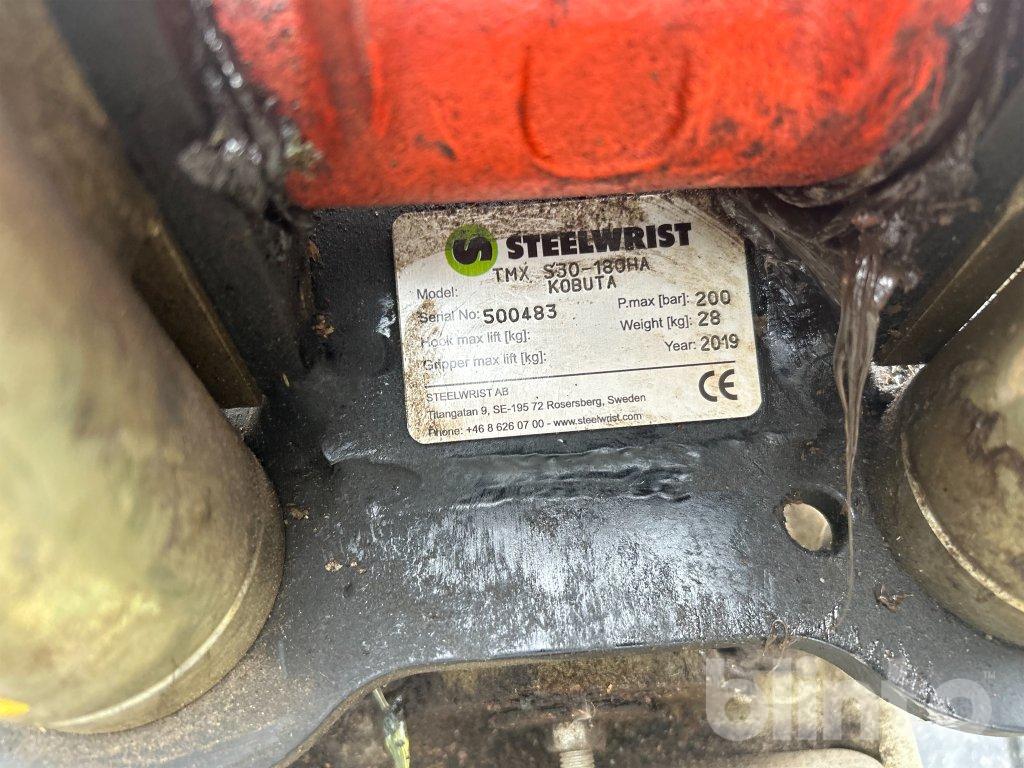 STEELWRIST
Model: TMX S30-180HA
KOBUTA
Serial No: 500483 P.max [bar]: 200
Hook max lift [kg]: Weight [kg]: 28
Gripper max lift [kg]: Year: 2019
STEELWRIST AB
Titangatan 9, SE-195 72 Rosersberg, Sweden
Phone: +46 8 626 07 00 - www.steelwrist.com
CE
blinto™